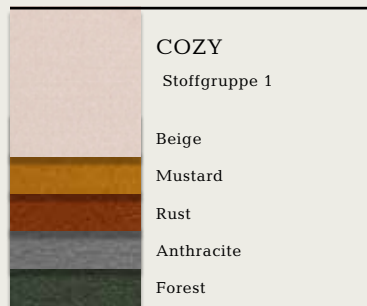 COZY
Stoffgruppe 1
Beige
Mustard
Rust
Anthracite
Forest